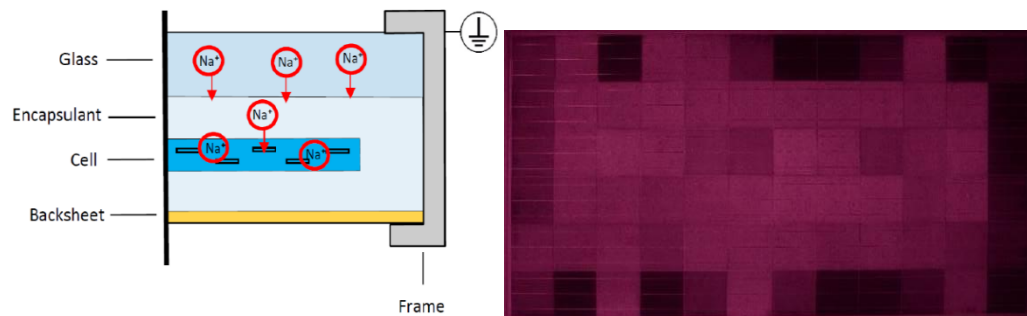 Glass
Na⁺ Na⁺ Na⁺
Encapsulant
Na⁺
Cell
Na⁺ Na⁺
Backsheet
Frame